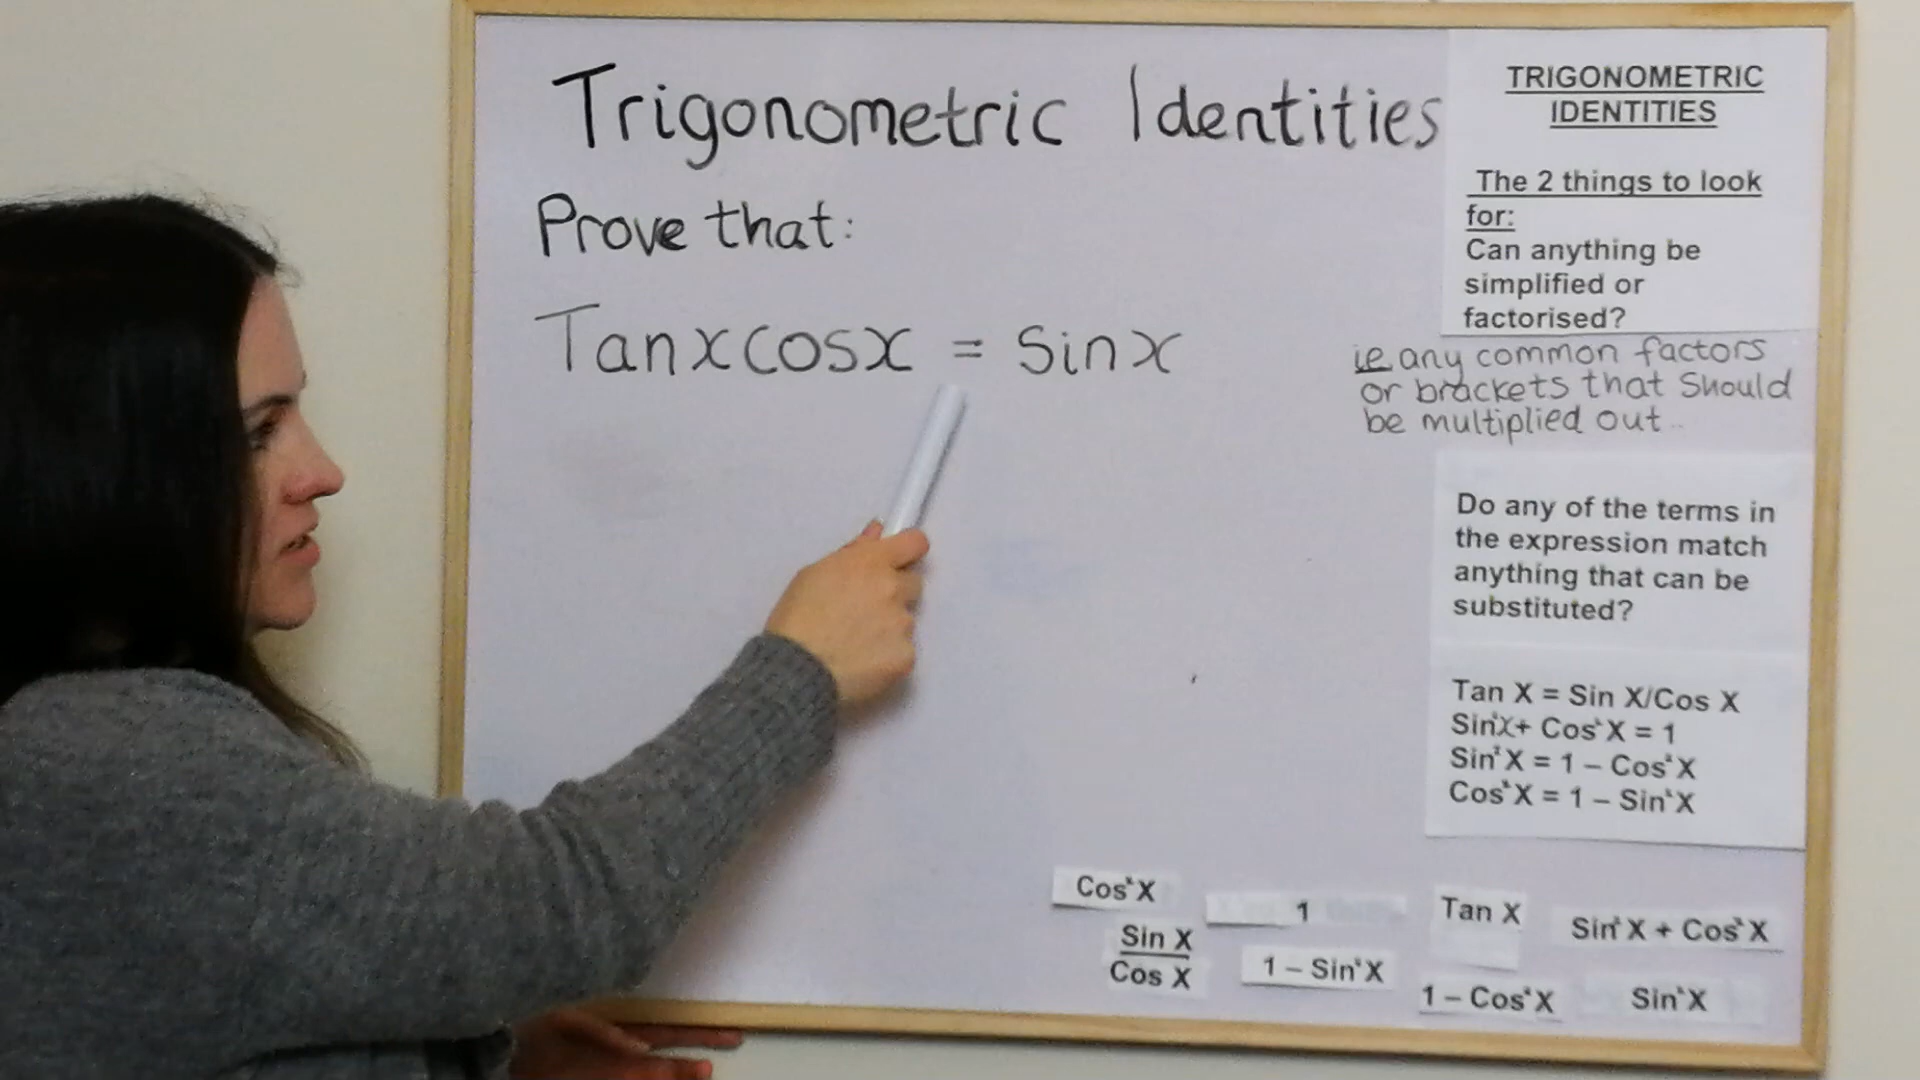 Trigonometric Identities
Prove that:
Tanxcosx = Sinx
TRIGONOMETRIC
IDENTITIES
The 2 things to look
for:
Can anything be
simplified or
factorised?
ie any common factors
or brackets that should
be multiplied out..
Do any of the terms in
the expression match
anything that can be
substituted?
Tan X = Sin X/Cos X
Sin²X+ Cos²X = 1
Sin²X = 1 – Cos²X
Cos²X = 1 – Sin²X
Cos²X
1
Tan X
Sin²X + Cos²X
Sin X
Cos X
1 – Sin²X
1 – Cos²X
Sin²X